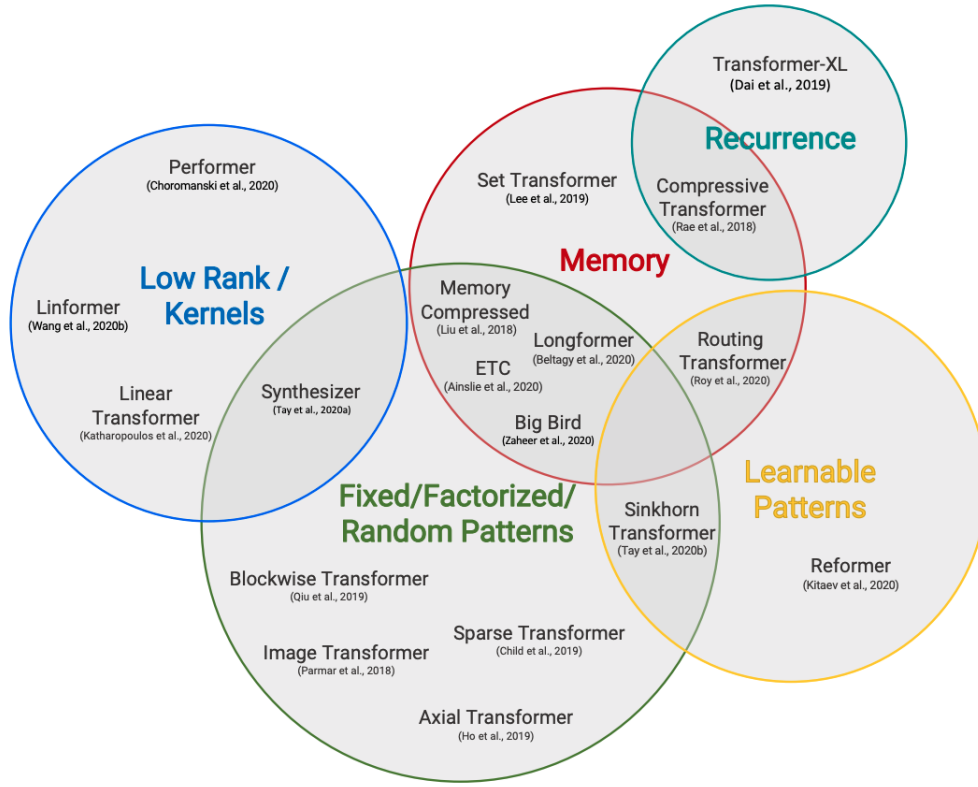 Transformer-XL
(Dai et al., 2019)
Recurrence
Compressive
Transformer
(Rae et al., 2018)
Performer
(Choromanski et al., 2020)
Set Transformer
(Lee et al., 2019)
Memory
Low Rank /
Kernels
Linformer
(Wang et al., 2020b)
Linear
Transformer
(Katharopoulos et al., 2020)
Synthesizer
(Tay et al., 2020a)
Memory
Compressed
(Liu et al., 2018)
Longformer
(Beltagy et al., 2020)
ETC
(Ainslie et al., 2020)
Big Bird
(Zaheer et al., 2020)
Routing
Transformer
(Roy et al., 2020)
Learnable
Patterns
Fixed/Factorized/
Random Patterns
Sinkhorn
Transformer
(Tay et al., 2020b)
Reformer
(Kitaev et al., 2020)
Blockwise Transformer
(Qiu et al., 2019)
Sparse Transformer
(Child et al., 2019)
Image Transformer
(Parmar et al., 2018)
Axial Transformer
(Ho et al., 2019)